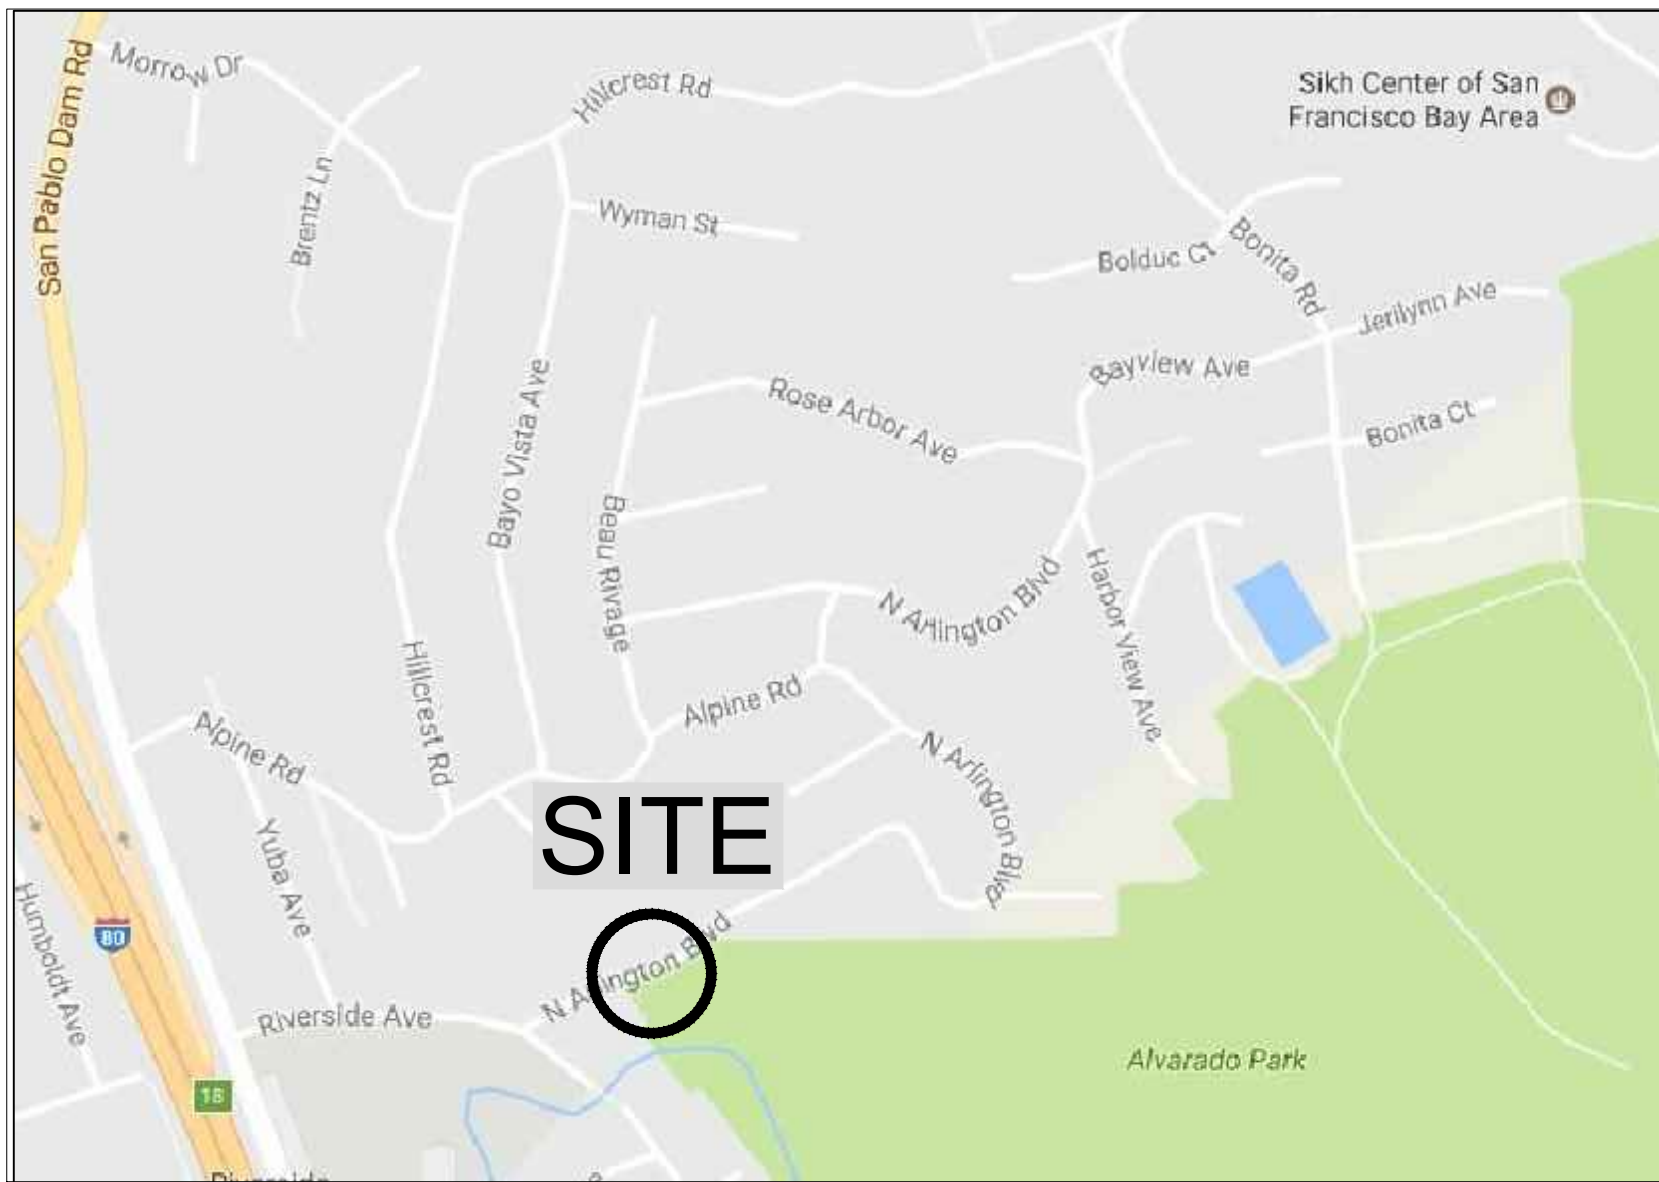 Morrow Dr
San Pablo Dam Rd
Hillcrest Rd
Sikh Center of San
Francisco Bay Area
Brentz Ln
Wyman St
Bolduc Ct
Bonita Rd
Jerilynn Ave
Bayview Ave
Bayo Vista Ave
Rose Arbor Ave
Bonita Ct
Beau Rivage
N Arlington Blvd
Harbor View Ave
Hillcrest Rd
Alpine Rd
Alpine Rd
N Arlington Blvd
SITE
Yuba Ave
Humboldt Ave
80
N Arlington Blvd
Riverside Ave
Alvarado Park
18